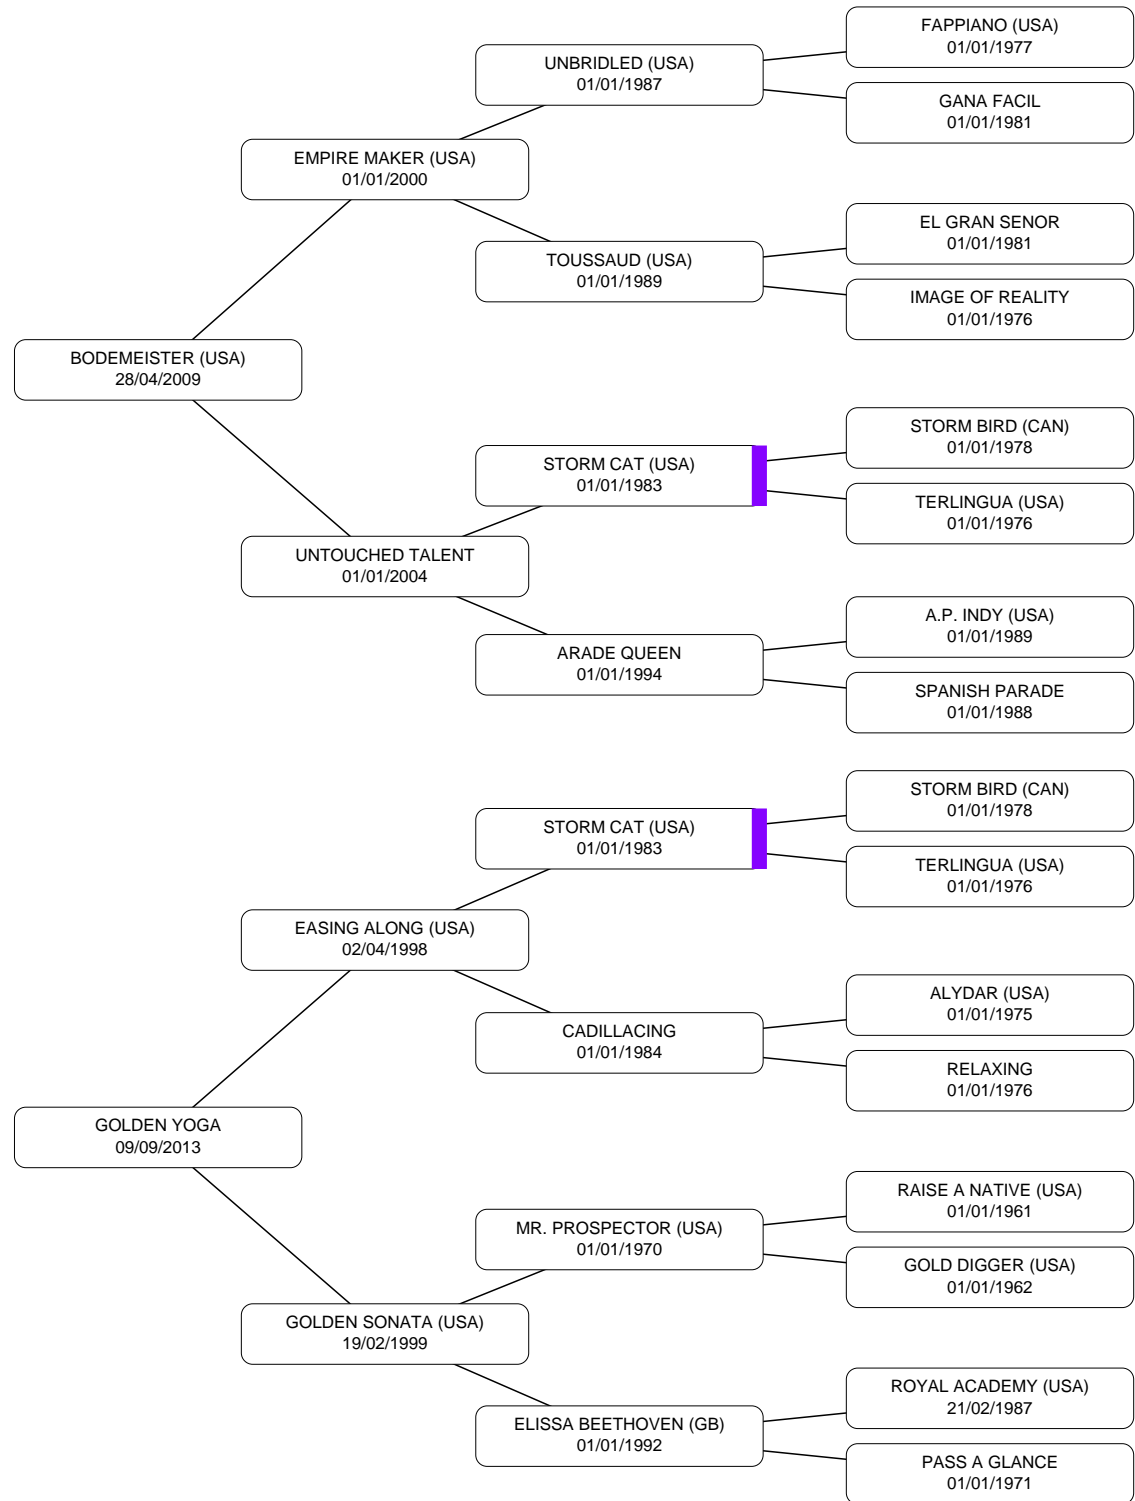 FAPPIANO (USA)
01/01/1977
UNBRIDLED (USA)
01/01/1987
GANA FACIL
01/01/1981
EMPIRE MAKER (USA)
01/01/2000
EL GRAN SENOR
01/01/1981
TOUSSAUD (USA)
01/01/1989
IMAGE OF REALITY
01/01/1976
BODEMEISTER (USA)
28/04/2009
STORM BIRD (CAN)
01/01/1978
STORM CAT (USA)
01/01/1983
TERLINGUA (USA)
01/01/1976
UNTOUCHED TALENT
01/01/2004
A.P. INDY (USA)
01/01/1989
ARADE QUEEN
01/01/1994
SPANISH PARADE
01/01/1988
STORM BIRD (CAN)
01/01/1978
STORM CAT (USA)
01/01/1983
TERLINGUA (USA)
01/01/1976
EASING ALONG (USA)
02/04/1998
ALYDAR (USA)
01/01/1975
CADILLACING
01/01/1984
RELAXING
01/01/1976
GOLDEN YOGA
09/09/2013
RAISE A NATIVE (USA)
01/01/1961
MR. PROSPECTOR (USA)
01/01/1970
GOLD DIGGER (USA)
01/01/1962
GOLDEN SONATA (USA)
19/02/1999
ROYAL ACADEMY (USA)
21/02/1987
ELISSA BEETHOVEN (GB)
01/01/1992
PASS A GLANCE
01/01/1971